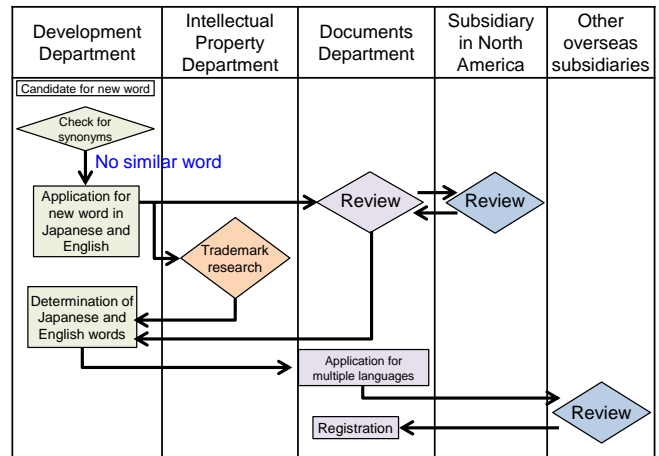 Development
Department
Intellectual
Property
Department
Documents
Department
Subsidiary
in North
America
Other
overseas
subsidiaries
Candidate for new word
Check for
synonyms
No similar word
Application for
new word in
Japanese and
English
Review
Review
Trademark
research
Determination of
Japanese and
English words
Application for
multiple languages
Review
Registration